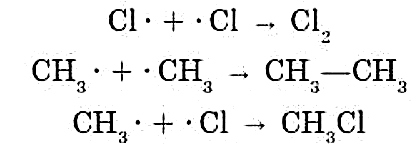 Cl· + ·Cl → Cl₂
CH₃· + ·CH₃ → CH₃—CH₃
CH₃· + ·Cl → CH₃Cl